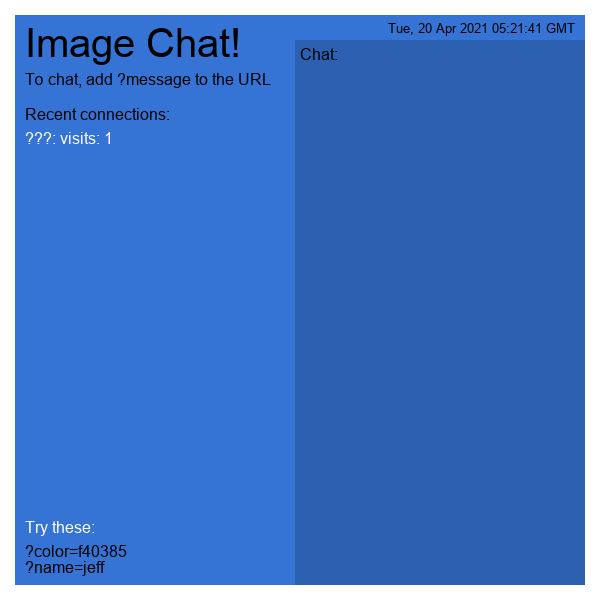 Image Chat!
To chat, add ?message to the URL
Recent connections:
???: visits: 1
Try these:
?color=f40385
?name=jeff
Tue, 20 Apr 2021 05:21:41 GMT
Chat: